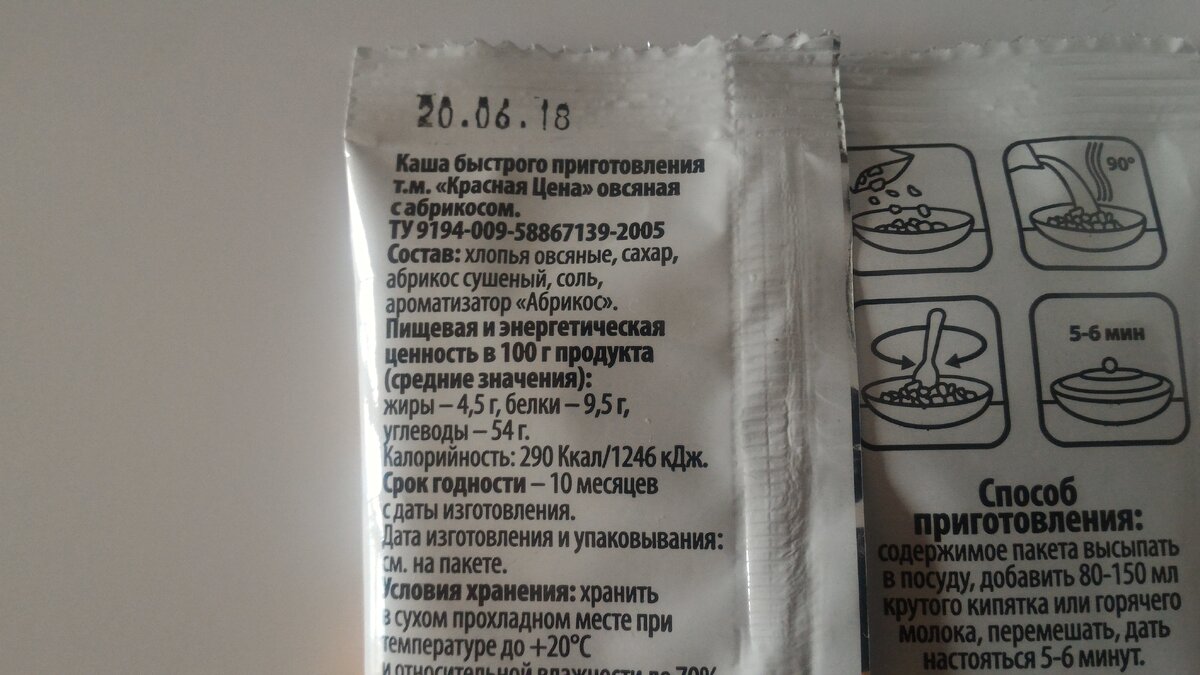 20.06.18
Каша быстрого приготовления
т.м. «Красная Цена» овсяная
с абрикосом.
ТУ 9194-009-58867139-2005
Состав: хлопья овсяные, сахар,
абрикос сушеный, соль,
ароматизатор «Абрикос».
Пищевая и энергетическая
ценность в 100 г продукта
(средние значения):
жиры – 4,5 г, белки – 9,5 г,
углеводы – 54 г.
Калорийность: 290 Ккал/1246 кДж.
Срок годности – 10 месяцев
с даты изготовления.
Дата изготовления и упаковывания:
см. на пакете.
Условия хранения: хранить
в сухом прохладном месте при
температуре до +20°С
и относительной влажности до 70%
90°
5-6 мин
Способ
приготовления:
содержимое пакета высыпать
в посуду, добавить 80-150 мл
крутого кипятка или горячего
молока, перемешать, дать
настояться 5-6 минут.